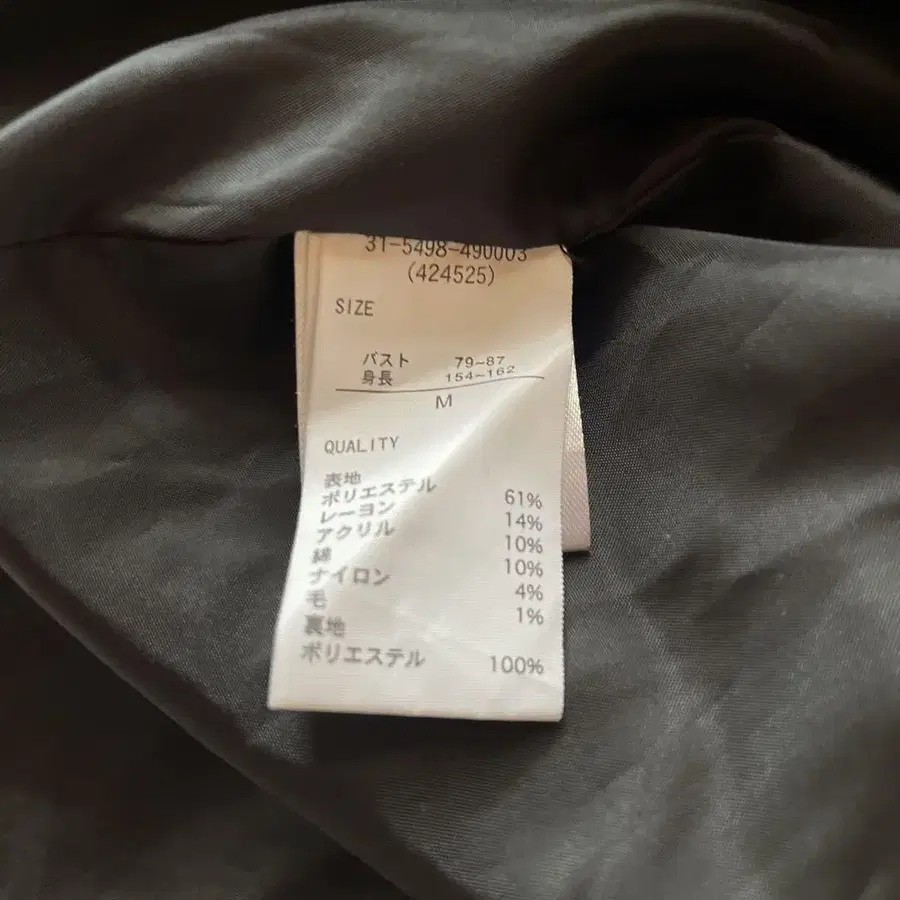 31-5498-490003
(424525)
SIZE
バスト 79~87
身長 154~162
M
QUALITY
表地
ポリエステル 61%
レーヨン 14%
アクリル 10%
綿 10%
ナイロン 4%
毛 1%
裏地
ポリエステル 100%